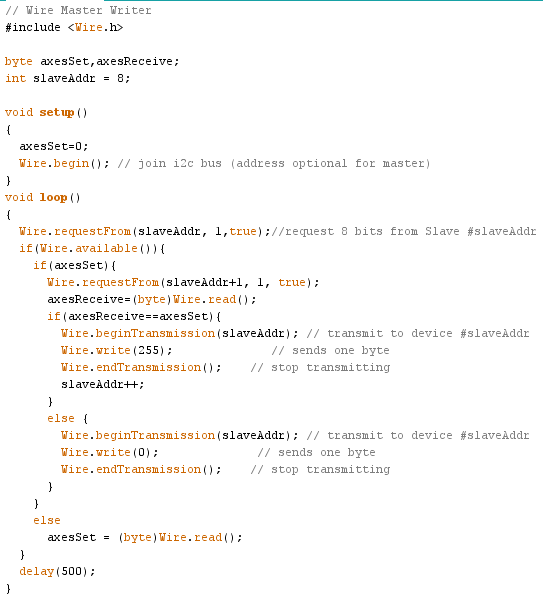 // Wire Master Writer
#include <Wire.h>

byte axesSet,axesReceive;
int slaveAddr = 8;

void setup()
{
  axesSet=0;
  Wire.begin(); // join i2c bus (address optional for master)
}
void loop()
{
  Wire.requestFrom(slaveAddr, 1,true);//request 8 bits from Slave #slaveAddr
  if(Wire.available()){
    if(axesSet){
      Wire.requestFrom(slaveAddr+1, 1, true);
      axesReceive=(byte)Wire.read();
      if(axesReceive==axesSet){
        Wire.beginTransmission(slaveAddr); // transmit to device #slaveAddr
        Wire.write(255);              // sends one byte
        Wire.endTransmission();    // stop transmitting
        slaveAddr++;
      }
      else {
        Wire.beginTransmission(slaveAddr); // transmit to device #slaveAddr
        Wire.write(0);              // sends one byte
        Wire.endTransmission();    // stop transmitting
      }
    }
    else
      axesSet = (byte)Wire.read();
  }
  delay(500);
}